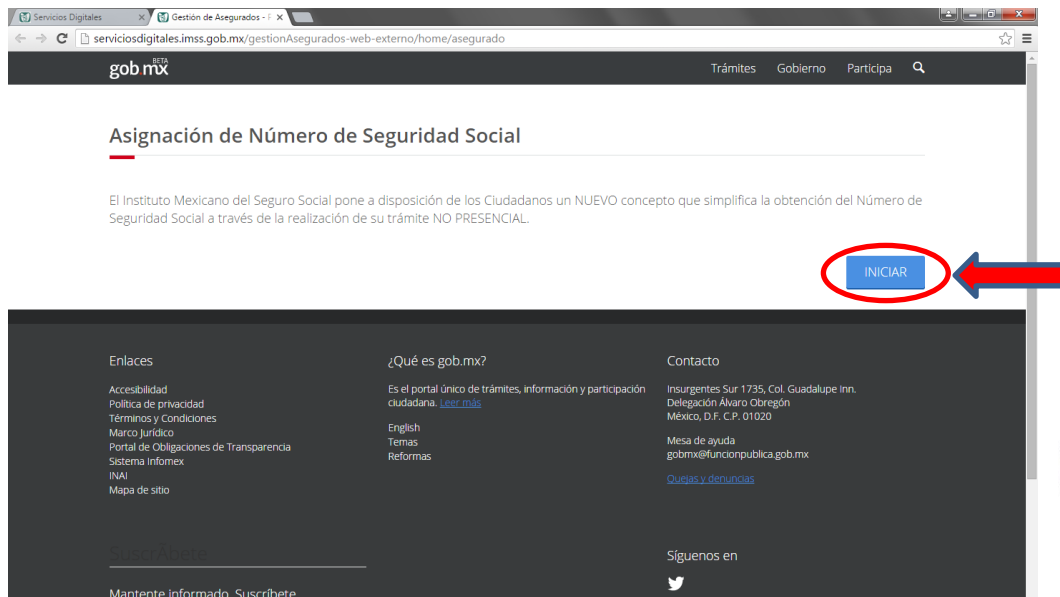 Servicios Digitales
Gestión de Asegurados - F
serviciosdigitales.imss.gob.mx/gestionAsegurados-web-externo/home/asegurado
gob.mx BETA
Trámites Gobierno Participa
Asignación de Número de Seguridad Social
El Instituto Mexicano del Seguro Social pone a disposición de los Ciudadanos un NUEVO concepto que simplifica la obtención del Número de
Seguridad Social a través de la realización de su trámite NO PRESENCIAL.
INICIAR
Enlaces
Accesibilidad
Política de privacidad
Términos y Condiciones
Marco Jurídico
Portal de Obligaciones de Transparencia
Sistema Infomex
INAI
Mapa de sitio
¿Qué es gob.mx?
Es el portal único de trámites, información y participación
ciudadana. Leer más
English
Temas
Reformas
Contacto
Insurgentes Sur 1735, Col. Guadalupe Inn.
Delegación Álvaro Obregón
México, D.F. C.P. 01020
Mesa de ayuda
gobmx@funcionpublica.gob.mx
Quejas y denuncias
SuscrÃbete
Mantente informado. Suscríbete
Síguenos en